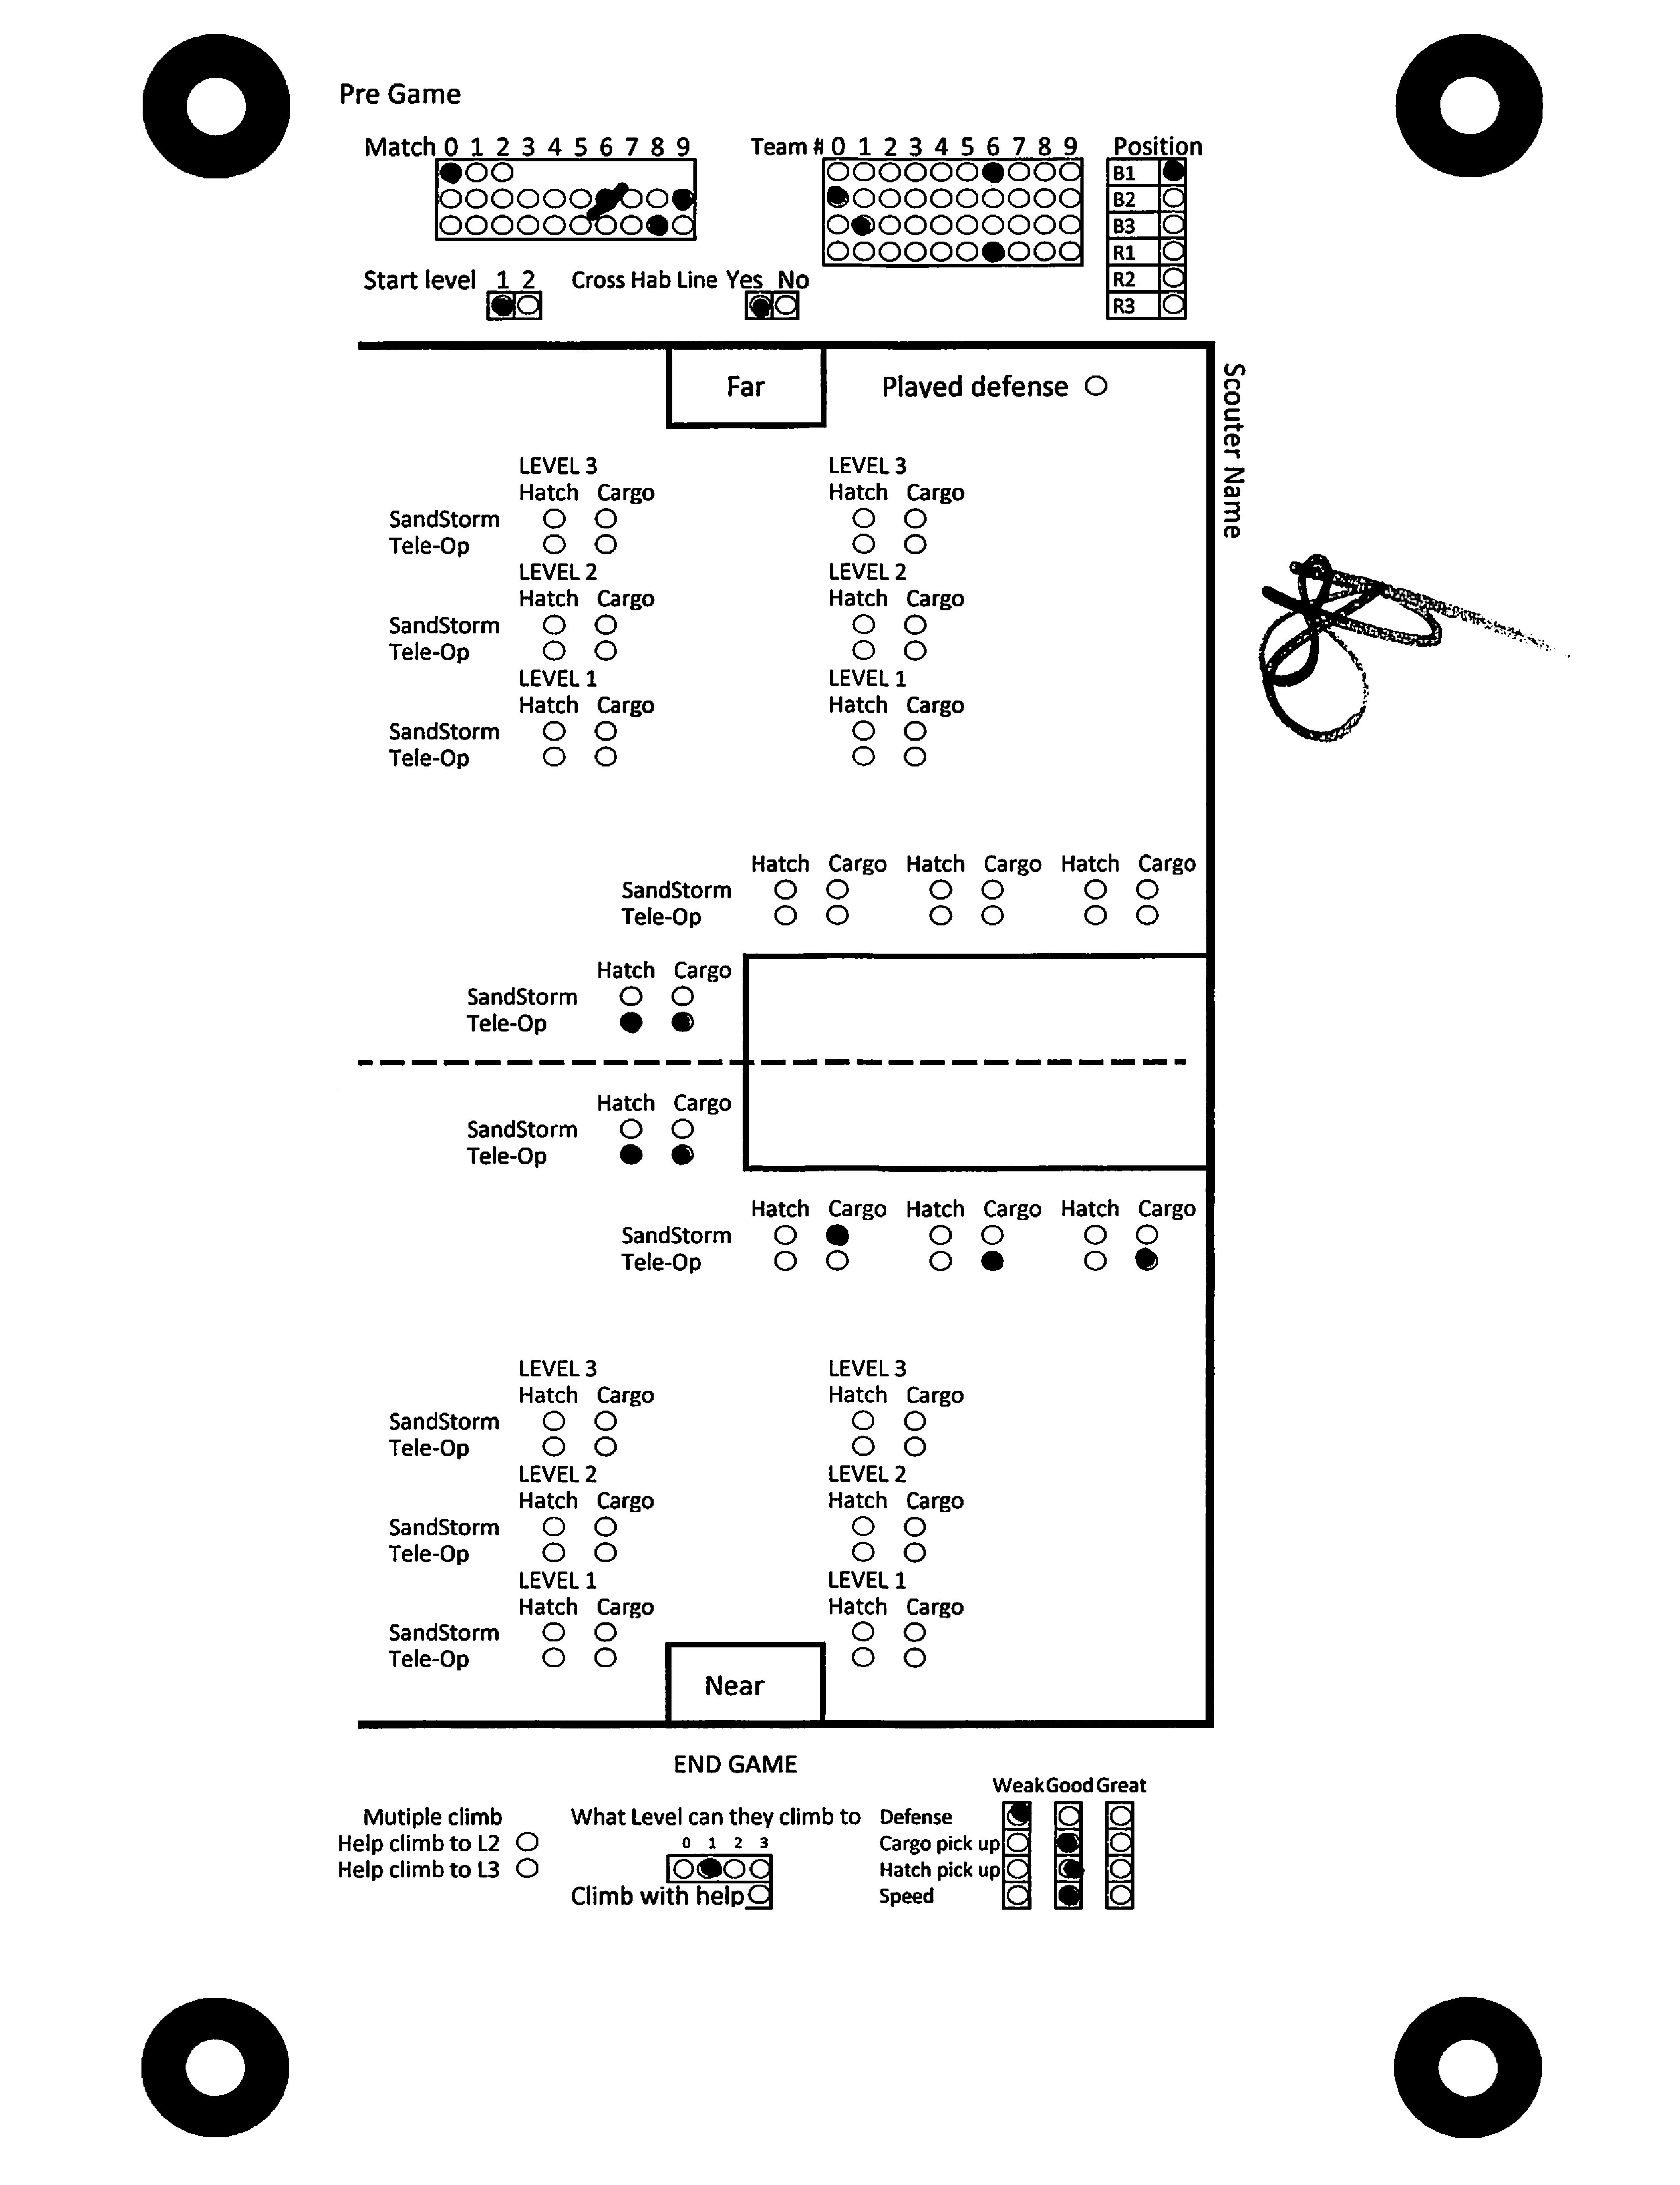 Pre Game
Match 0 1 2 3 4 5 6 7 8 9
Team # 0 1 2 3 4 5 6 7 8 9
Position
B1
B2
B3
R1
R2
R3
Start level 1 2
Cross Hab Line Yes No
Far
Played defense
Scouter Name
LEVEL 3 LEVEL 3
Hatch Cargo Hatch Cargo
SandStorm
Tele-Op
LEVEL 2 LEVEL 2
Hatch Cargo Hatch Cargo
SandStorm
Tele-Op
LEVEL 1 LEVEL 1
Hatch Cargo Hatch Cargo
SandStorm
Tele-Op
Hatch Cargo Hatch Cargo Hatch Cargo
SandStorm
Tele-Op
Hatch Cargo
SandStorm
Tele-Op
Hatch Cargo
SandStorm
Tele-Op
Hatch Cargo Hatch Cargo Hatch Cargo
SandStorm
Tele-Op
LEVEL 3 LEVEL 3
Hatch Cargo Hatch Cargo
SandStorm
Tele-Op
LEVEL 2 LEVEL 2
Hatch Cargo Hatch Cargo
SandStorm
Tele-Op
LEVEL 1 LEVEL 1
Hatch Cargo Hatch Cargo
SandStorm
Tele-Op
Near
END GAME
Mutiple climb
Help climb to L2
Help climb to L3
What Level can they climb to
0 1 2 3
Climb with help
Weak Good Great
Defense
Cargo pick up
Hatch pick up
Speed